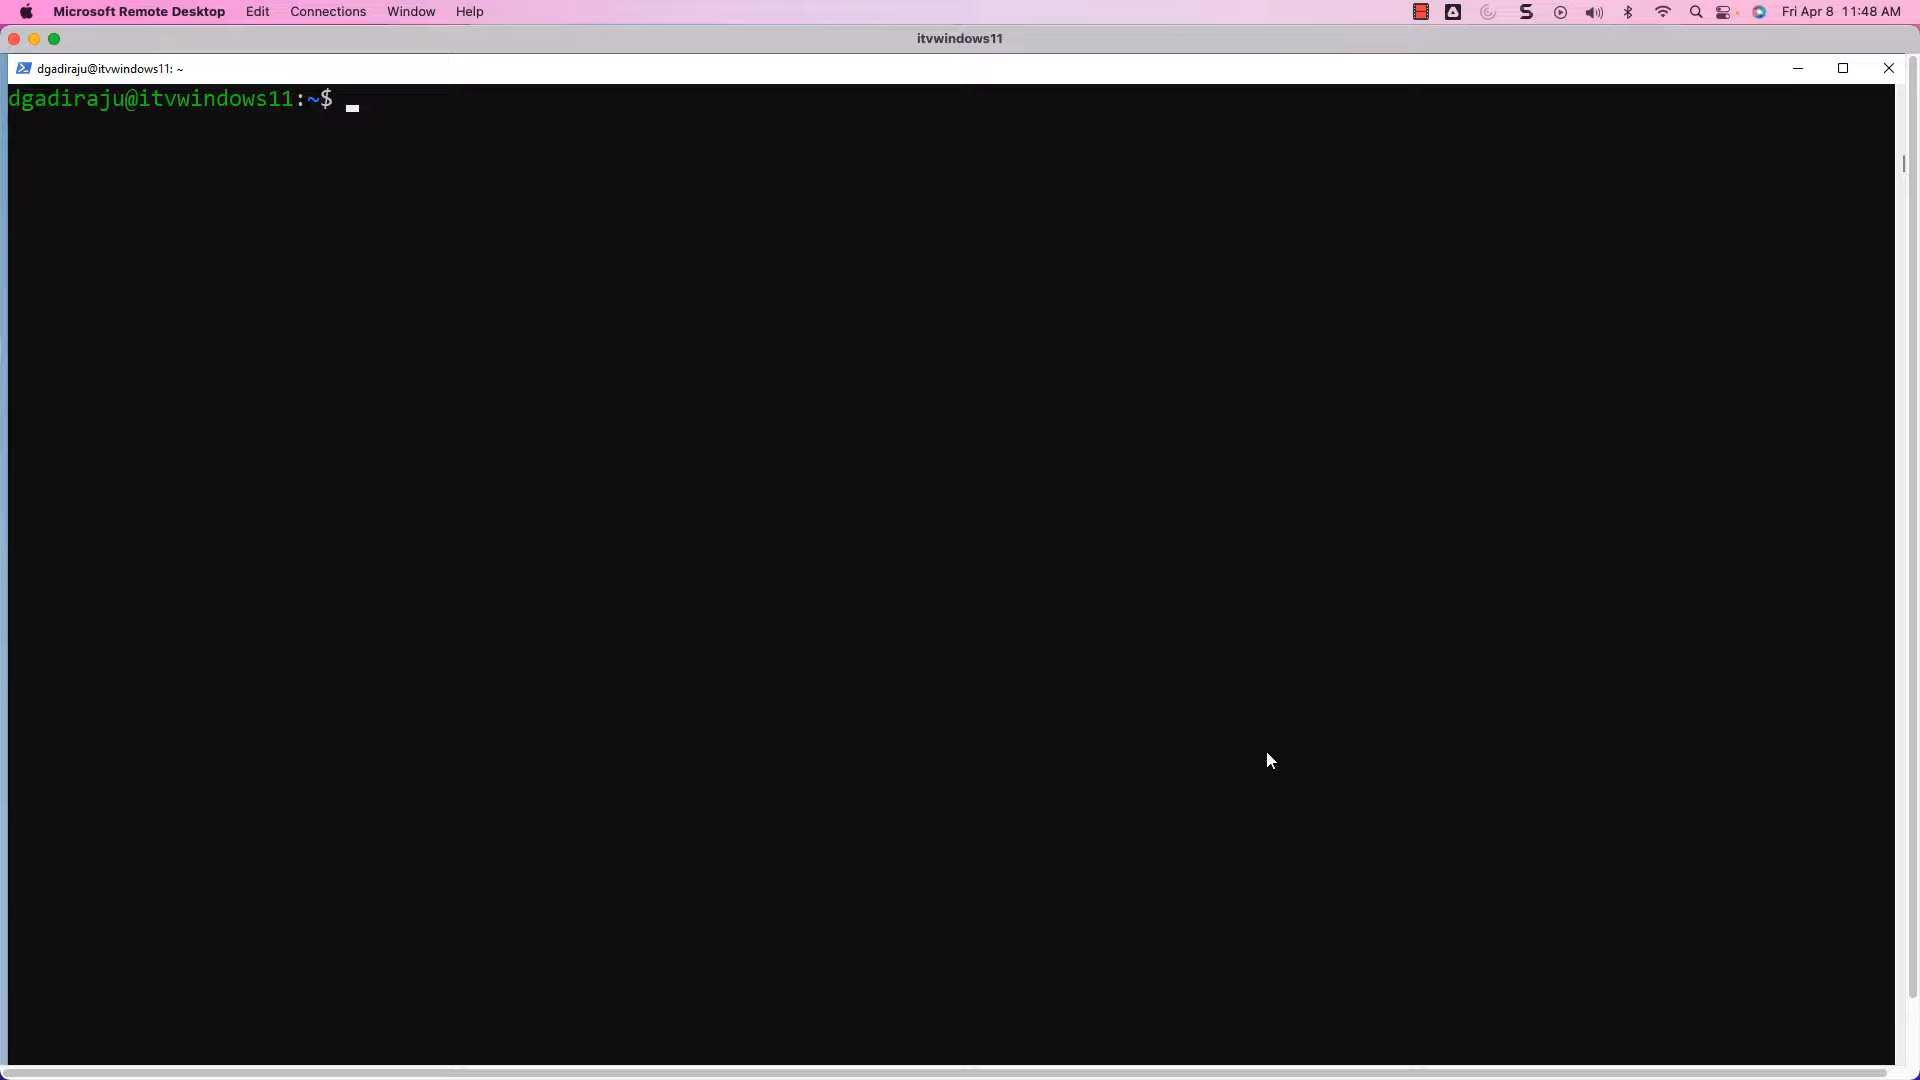 Microsoft Remote Desktop Edit Connections Window Help Fri Apr 8 11:48 AM
itvwindows11
dgadiraju@itvwindows11: ~
dgadiraju@itvwindows11:~$